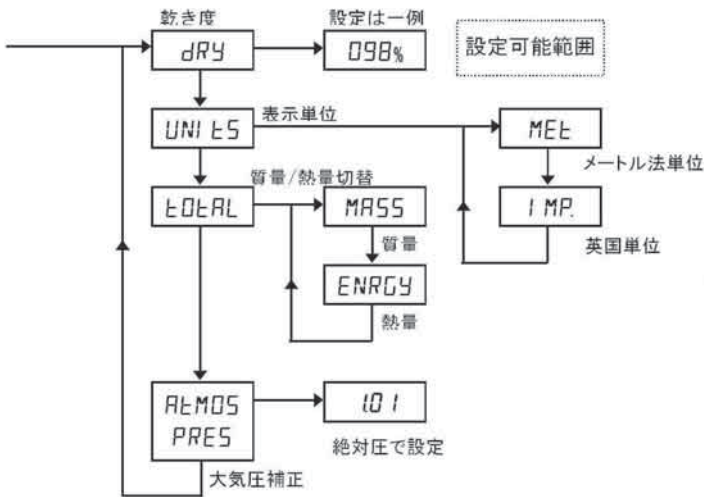 乾き度
設定は一例
dRY
098%
設定可能範囲
UNItS
表示単位
MEt
メートル法単位
tOtAL
質量/熱量切替
MASS
質量
IMP.
英国単位
ENRGY
熱量
AtMOS
PRES
1.01
絶対圧で設定
大気圧補正